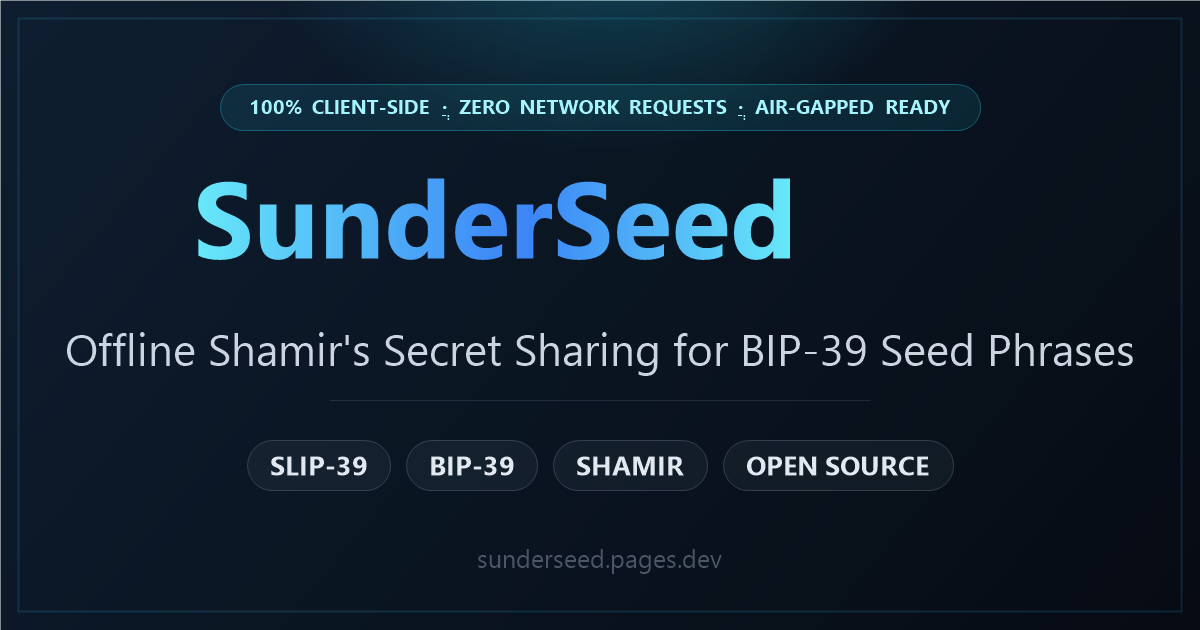 100% CLIENT-SIDE · ZERO NETWORK REQUESTS · AIR-GAPPED READY
SunderSeed
Offline Shamir's Secret Sharing for BIP-39 Seed Phrases
SLIP-39 BIP-39 SHAMIR OPEN SOURCE
sunderseed.pages.dev